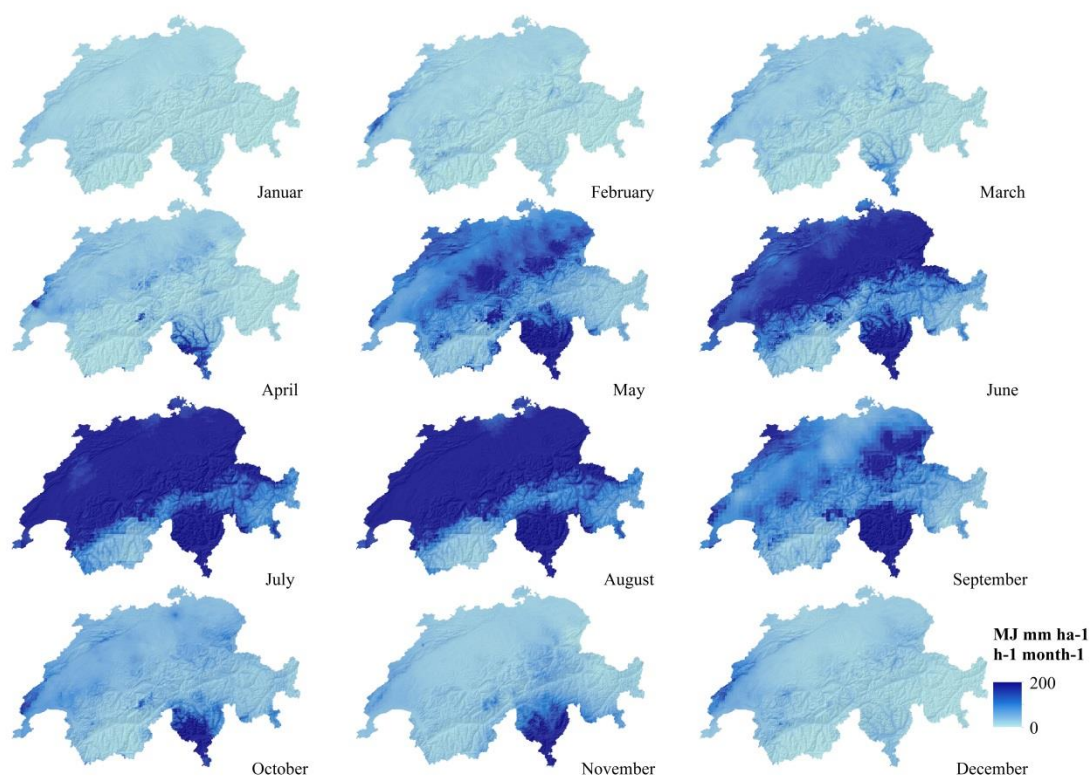 Januar
February
March
April
May
June
July
August
September
MJ mm ha-1
h-1 month-1
200
0
October
November
December